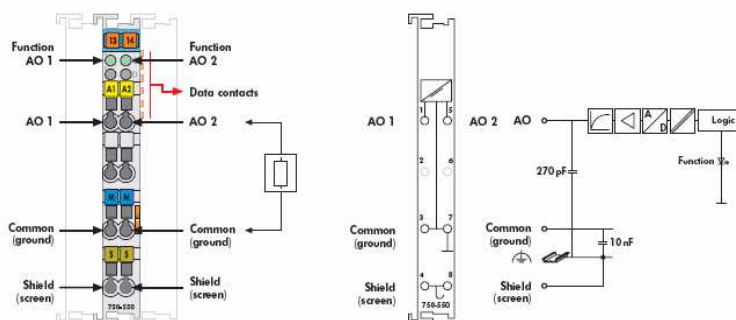 13 14
Function
AO 1
Function
AO 2
A1 A2
Data contacts
AO 1
AO 2
M M
Common
(ground)
Common
(ground)
S S
Shield
(screen)
Shield
(screen)
750-550
1 5
AO 1
AO 2
2 6
Common
(ground)
3 7
Shield
(screen)
4 8
750-550
AO
A
D
Logic
270 pF
Function
Common
(ground)
10 nF
Shield
(screen)